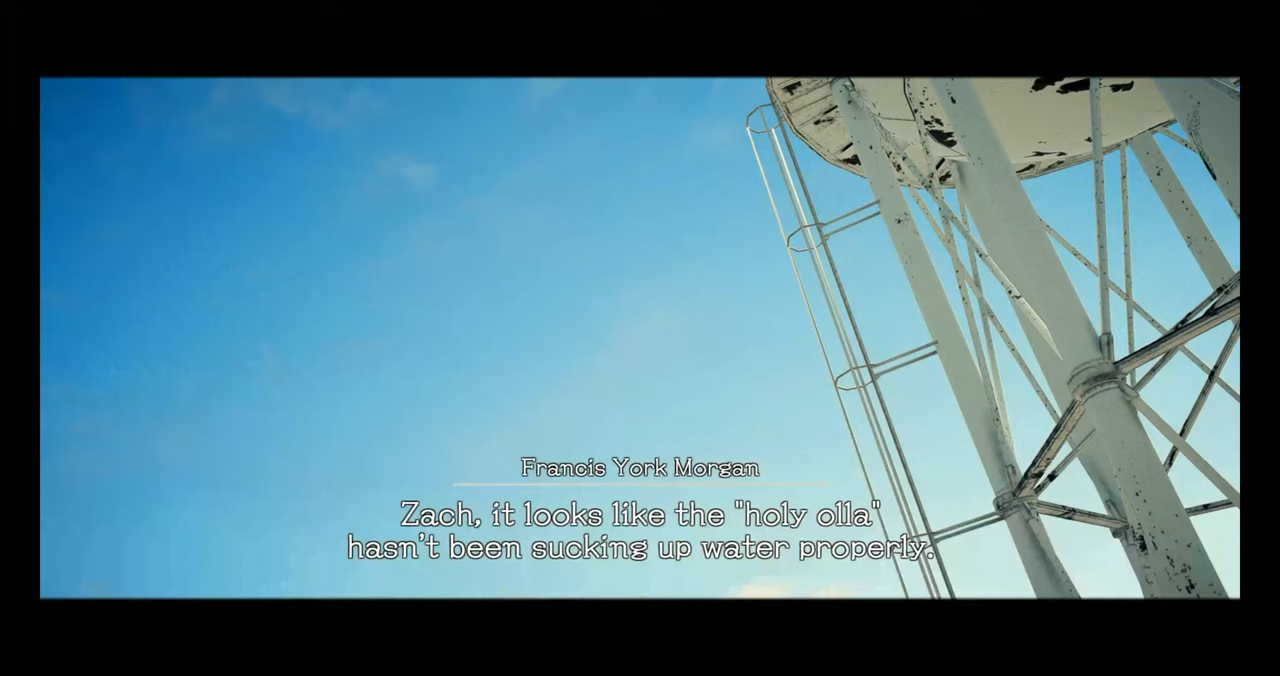 Francis York Morgan
Zach, it looks like the "holy olla"
hasn't been sucking up water properly.